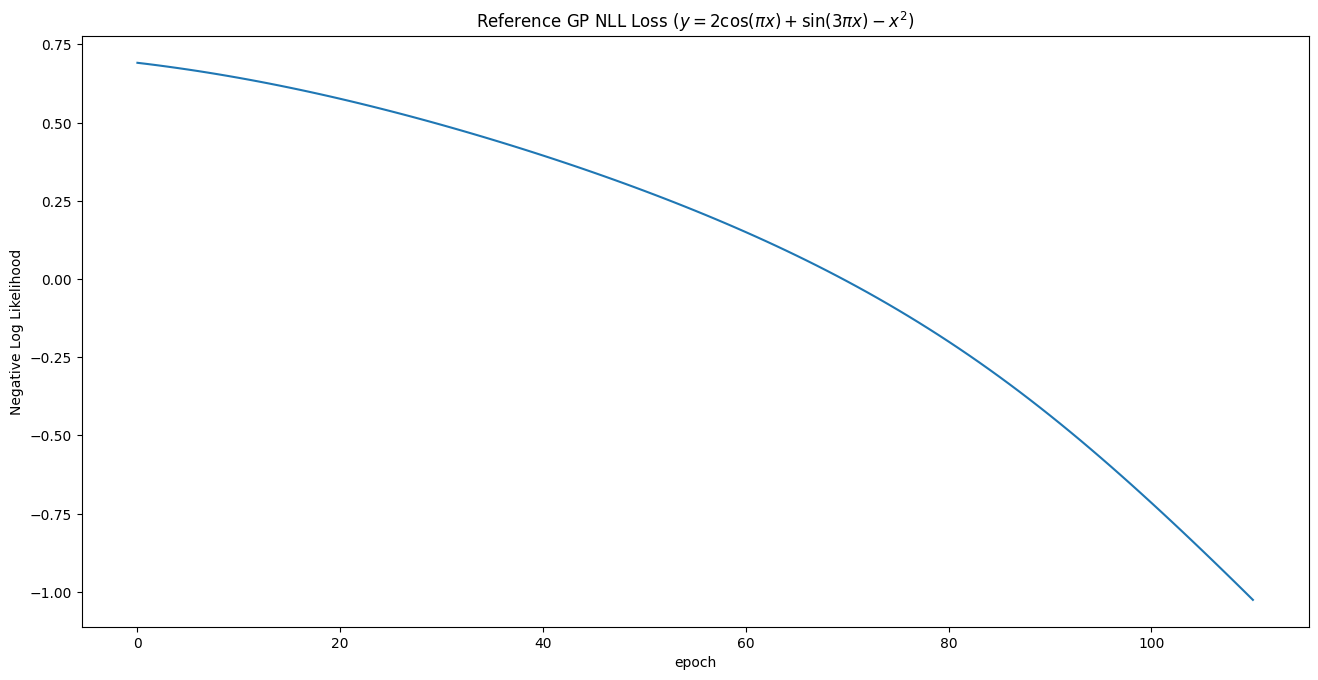 Reference GP NLL Loss (y = 2cos(πx) + sin(3πx) − x²)
Negative Log Likelihood
0.75
0.50
0.25
0.00
−0.25
−0.50
−0.75
−1.00
0 20 40 60 80 100
epoch